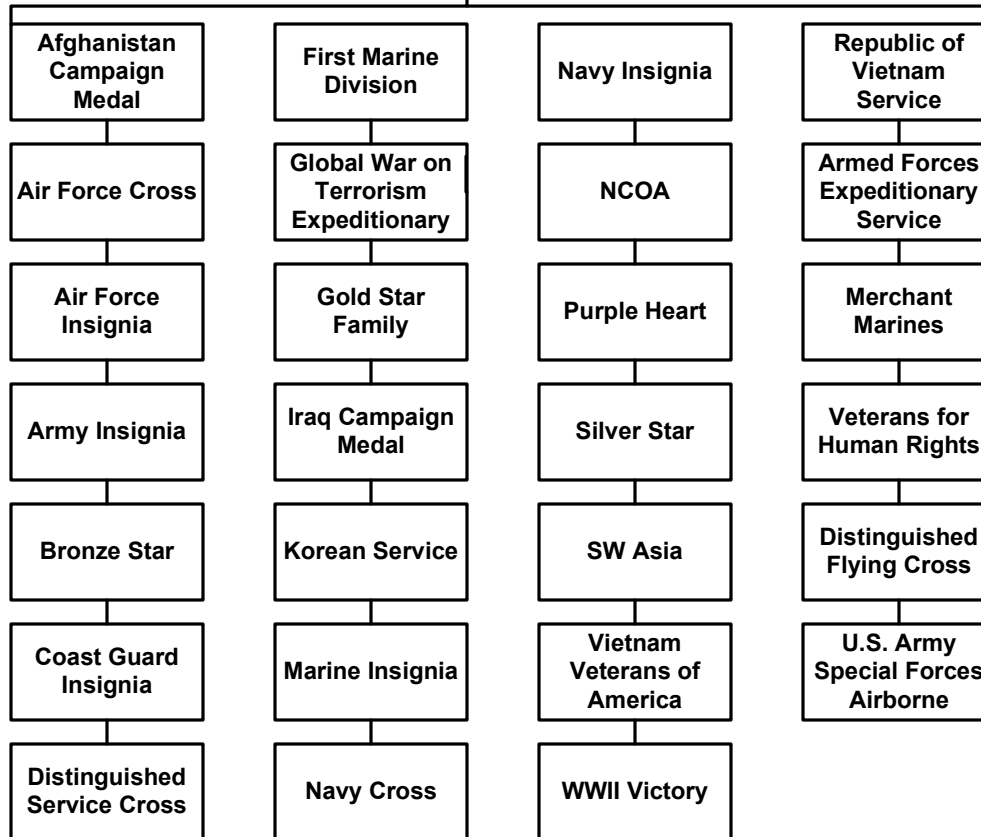 Afghanistan
Campaign
Medal
Air Force Cross
Air Force
Insignia
Army Insignia
Bronze Star
Coast Guard
Insignia
Distinguished
Service Cross
First Marine
Division
Global War on
Terrorism
Expeditionary
Gold Star
Family
Iraq Campaign
Medal
Korean Service
Marine Insignia
Navy Cross
Navy Insignia
NCOA
Purple Heart
Silver Star
SW Asia
Vietnam
Veterans of
America
WWII Victory
Republic of
Vietnam
Service
Armed Forces
Expeditionary
Service
Merchant
Marines
Veterans for
Human Rights
Distinguished
Flying Cross
U.S. Army
Special Forces
Airborne